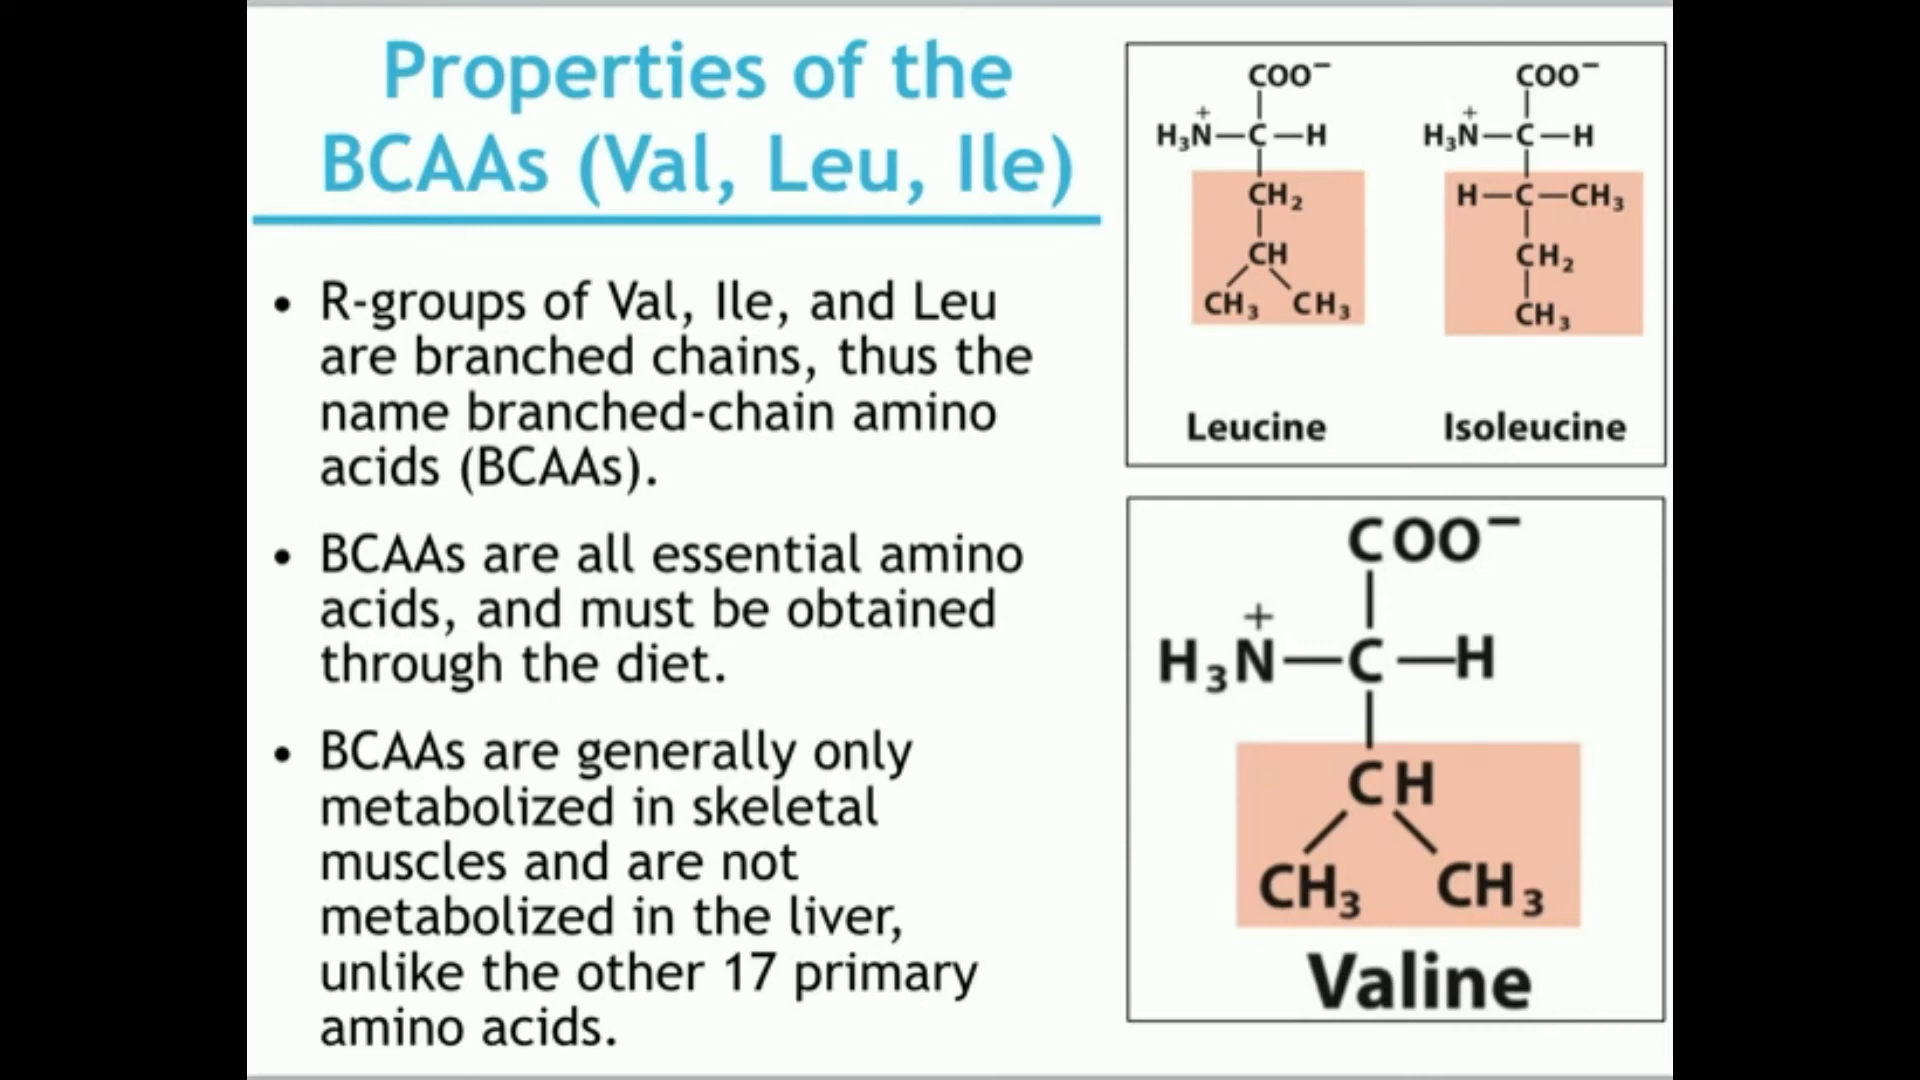 Properties of the
BCAAs (Val, Leu, Ile)
• R-groups of Val, Ile, and Leu
are branched chains, thus the
name branched-chain amino
acids (BCAAs).
• BCAAs are all essential amino
acids, and must be obtained
through the diet.
• BCAAs are generally only
metabolized in skeletal
muscles and are not
metabolized in the liver,
unlike the other 17 primary
amino acids.
COO⁻
H₃N⁺—C—H
CH₂
CH
CH₃ CH₃
Leucine
COO⁻
H₃N⁺—C—H
H—C—CH₃
CH₂
CH₃
Isoleucine
COO⁻
H₃N⁺—C—H
CH
CH₃ CH₃
Valine